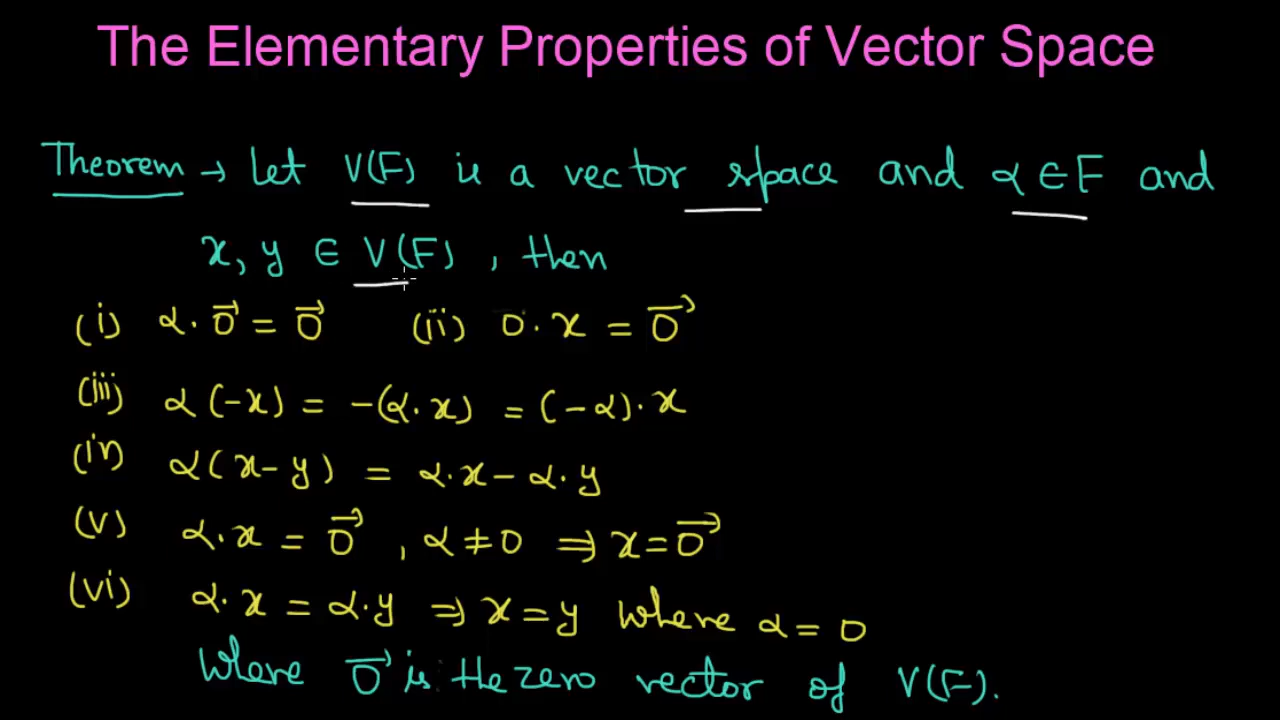 The Elementary Properties of Vector Space
Theorem → Let V(F) is a vector space and α ∈ F and
x, y ∈ V(F), then
(i) α·0⃗ = 0⃗ (ii) 0·x = 0⃗
(iii) α(-x) = -(α·x) = (-α)·x
(iv) α(x-y) = α·x - α·y
(v) α·x = 0⃗, α ≠ 0 ⇒ x = 0⃗
(vi) α·x = α·y ⇒ x = y where α = 0
where 0⃗ is the zero vector of V(F).